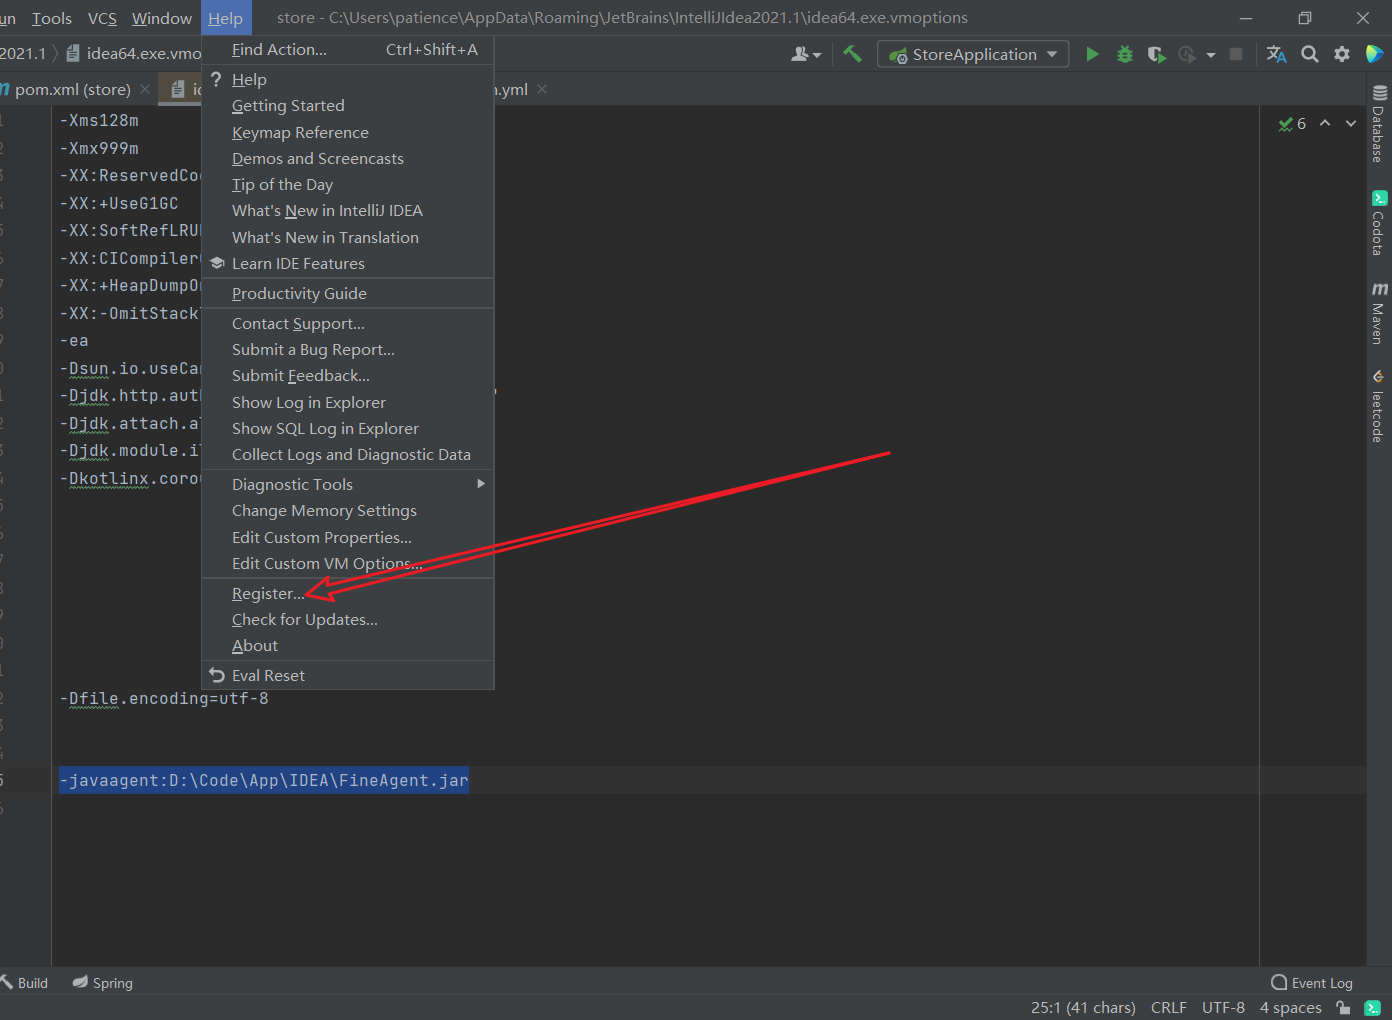 un Tools VCS Window Help store - C:\Users\patience\AppData\Roaming\JetBrains\IntelliJIdea2021.1\idea64.exe.vmoptions
2021.1 idea64.exe.vmo StoreApplication
pom.xml (store) .yml
Find Action... Ctrl+Shift+A
Help
Getting Started
Keymap Reference
Demos and Screencasts
Tip of the Day
What's New in IntelliJ IDEA
What's New in Translation
Learn IDE Features
Productivity Guide
Contact Support...
Submit a Bug Report...
Submit Feedback...
Show Log in Explorer
Show SQL Log in Explorer
Collect Logs and Diagnostic Data
Diagnostic Tools
Change Memory Settings
Edit Custom Properties...
Edit Custom VM Options...
Register...
Check for Updates...
About
Eval Reset
-Xms128m
-Xmx999m
-XX:ReservedCo
-XX:+UseG1GC
-XX:SoftRefLRU
-XX:CICompiler
-XX:+HeapDumpO
-XX:-OmitStack
-ea
-Dsun.io.useCa
-Djdk.http.aut
-Djdk.attach.a
-Djdk.module.i
-Dkotlinx.coro
-Dfile.encoding=utf-8
-javaagent:D:\Code\App\IDEA\FineAgent.jar
6
Database
Codota
Maven
leetcode
Build Spring Event Log
25:1 (41 chars) CRLF UTF-8 4 spaces